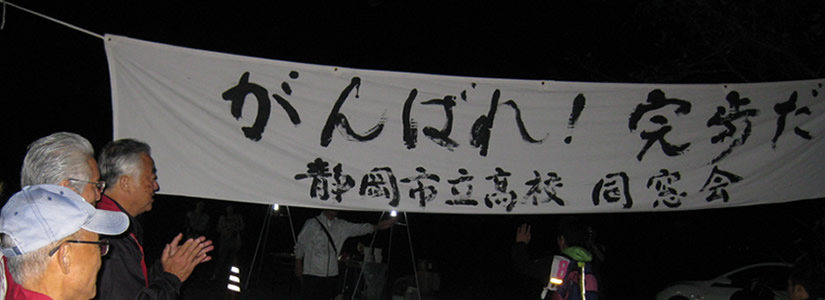 がんばれ！完歩だ
静岡市立高校 同窓会